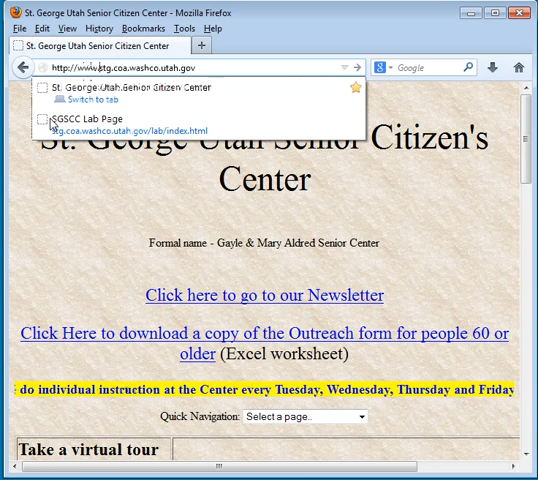 St. George Utah Senior Citizen Center - Mozilla Firefox
File Edit View History Bookmarks Tools Help
St. George Utah Senior Citizen Center
http://www.stg.coa.washco.utah.gov
Google
St. George Utah Senior Citizen Center
Switch to tab
SGSCC Lab Page
stg.coa.washco.utah.gov/lab/index.html
St. George Utah Senior Citizen's
Center
Formal name - Gayle & Mary Aldred Senior Center
Click here to go to our Newsletter
Click Here to download a copy of the Outreach form for people 60 or
older (Excel worksheet)
do individual instruction at the Center every Tuesday, Wednesday, Thursday and Friday
Quick Navigation: Select a page..
Take a virtual tour